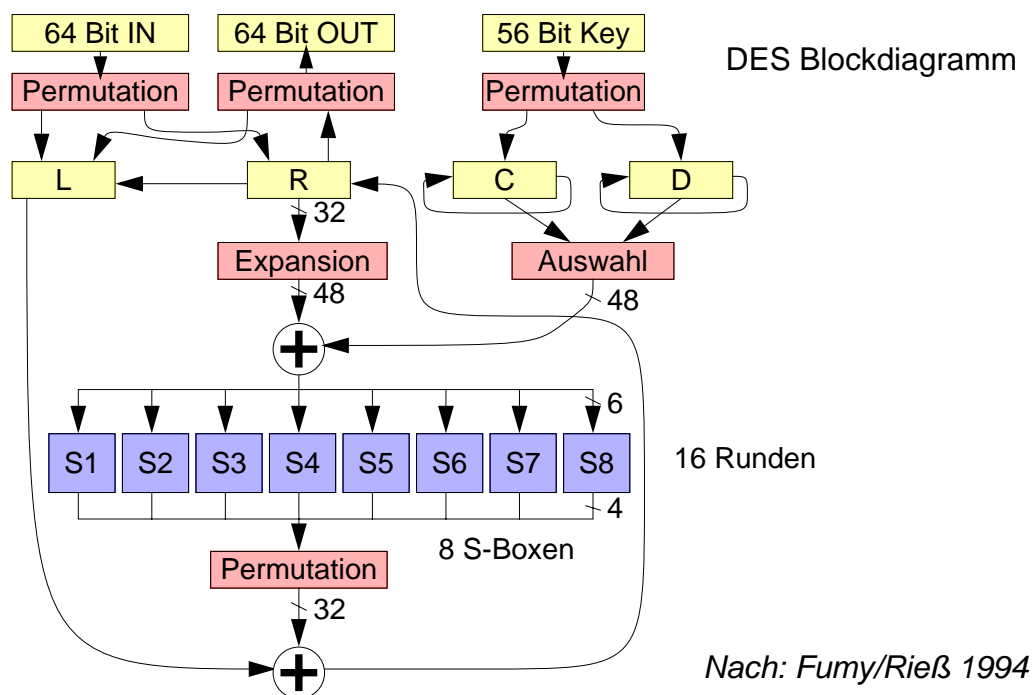 64 Bit IN
64 Bit OUT
56 Bit Key
DES Blockdiagramm
Permutation
Permutation
Permutation
L
R
C
D
32
Expansion
Auswahl
48
48
6
S1
S2
S3
S4
S5
S6
S7
S8
16 Runden
4
8 S-Boxen
Permutation
32
Nach: Fumy/Rieß 1994